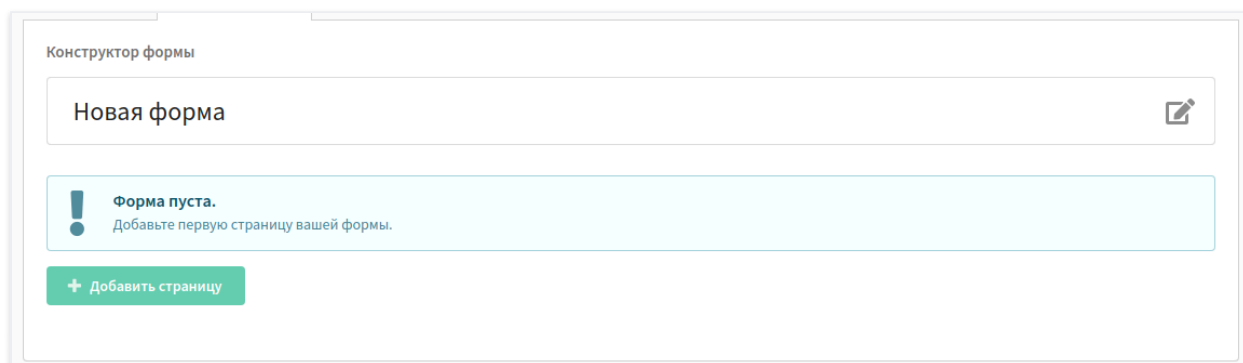 Конструктор формы
Новая форма
Форма пуста.
Добавьте первую страницу вашей формы.
Добавить страницу